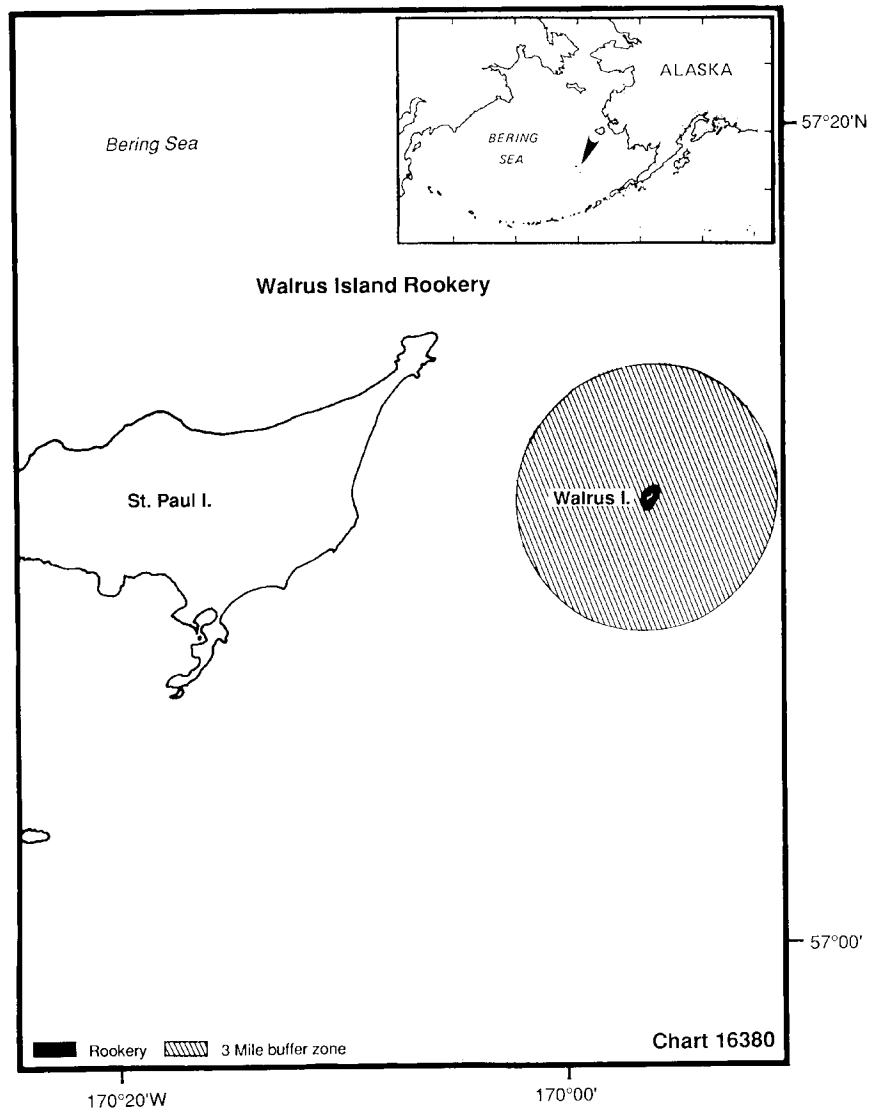 ALASKA
BERING
SEA
Bering Sea
57°20'N
Walrus Island Rookery
St. Paul I.
Walrus I.
57°00'
Rookery
3 Mile buffer zone
Chart 16380
170°20'W
170°00'